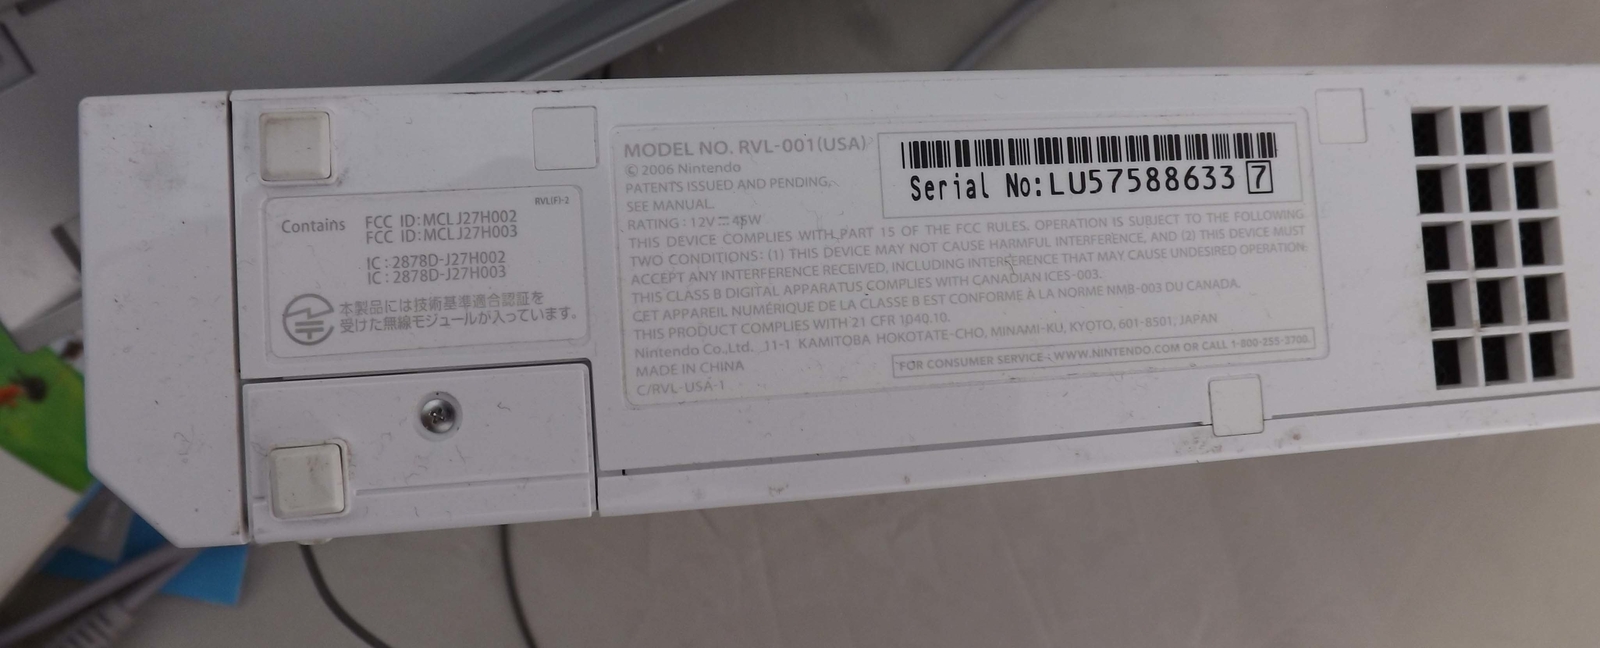 RVL(F)-2
Contains FCC ID:MCLJ27H002
FCC ID:MCLJ27H003
IC:2878D-J27H002
IC:2878D-J27H003
本製品には技術基準適合認証を
受けた無線モジュールが入っています。
MODEL NO. RVL-001(USA)
© 2006 Nintendo
PATENTS ISSUED AND PENDING,
SEE MANUAL.
RATING : 12V⎓45W
Serial No:LU57588633 7
THIS DEVICE COMPLIES WITH PART 15 OF THE FCC RULES. OPERATION IS SUBJECT TO THE FOLLOWING
TWO CONDITIONS: (1) THIS DEVICE MAY NOT CAUSE HARMFUL INTERFERENCE, AND (2) THIS DEVICE MUST
ACCEPT ANY INTERFERENCE RECEIVED, INCLUDING INTERFERENCE THAT MAY CAUSE UNDESIRED OPERATION.
THIS CLASS B DIGITAL APPARATUS COMPLIES WITH CANADIAN ICES-003.
CET APPAREIL NUMÉRIQUE DE LA CLASSE B EST CONFORME À LA NORME NMB-003 DU CANADA.
THIS PRODUCT COMPLIES WITH 21 CFR 1040.10.
Nintendo Co.,Ltd. 11-1 KAMITOBA HOKOTATE-CHO, MINAMI-KU, KYOTO, 601-8501, JAPAN
MADE IN CHINA
C/RVL-USA-1
FOR CONSUMER SERVICE : WWW.NINTENDO.COM OR CALL 1-800-255-3700.